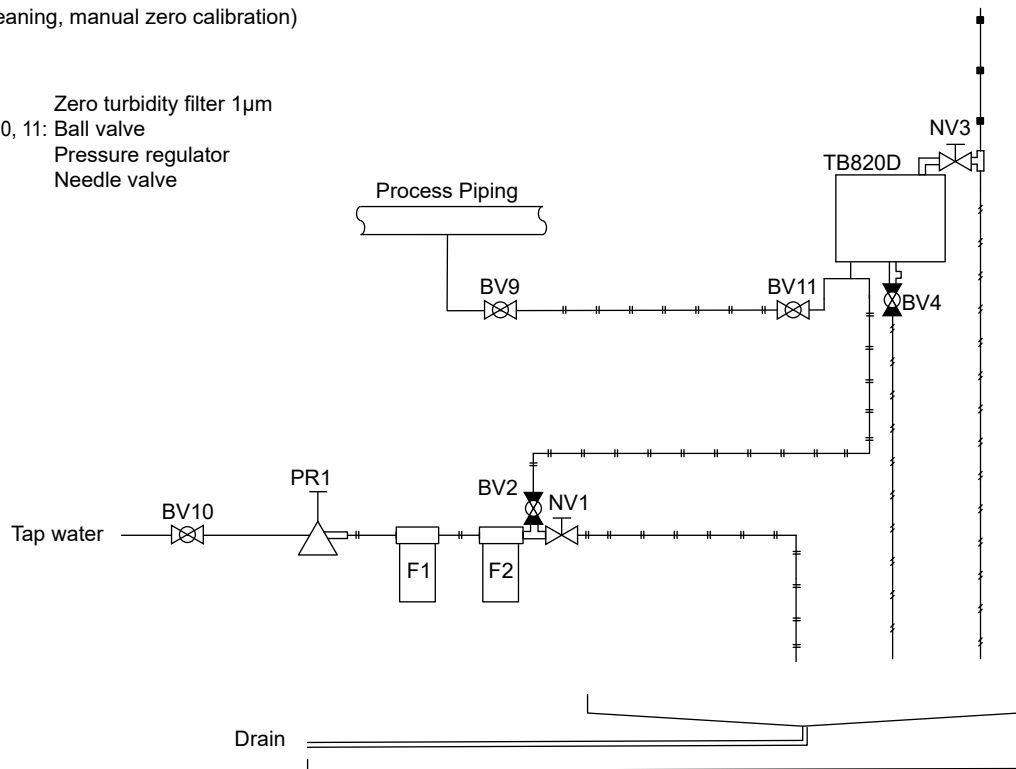 eaning, manual zero calibration)
Zero turbidity filter 1µm
0, 11: Ball valve
Pressure regulator
Needle valve
NV3
TB820D
Process Piping
BV9
BV11
BV4
PR1
BV2
NV1
BV10
Tap water
F1
F2
Drain